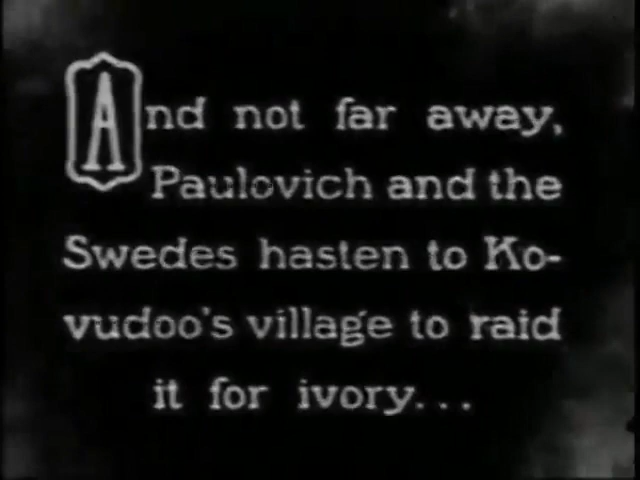 And not far away,
Paulovich and the
Swedes hasten to Ko-
vudoo's village to raid
it for ivory...